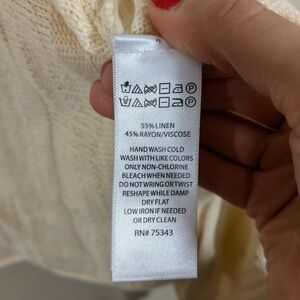 55% LINEN
45% RAYON/VISCOSE
HAND WASH COLD
WASH WITH LIKE COLORS
ONLY NON-CHLORINE
BLEACH WHEN NEEDED
DO NOT WRING OR TWIST
RESHAPE WHILE DAMP
DRY FLAT
LOW IRON IF NEEDED
OR DRY CLEAN
RN# 75343